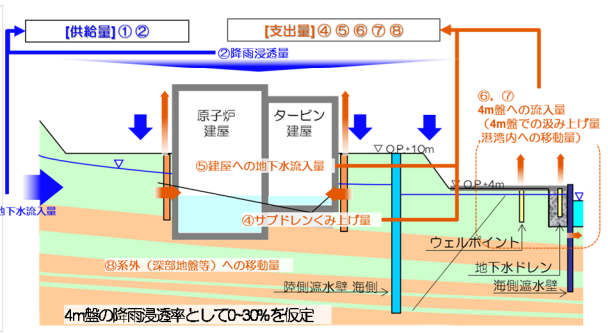 [供給量]①②
[支出量]④⑤⑥⑦⑧
②降雨浸透量
原子炉
建屋
タービン
建屋
⑥.⑦
4m盤への流入量
(4m盤での汲み上げ量
港湾内への移動量)
▽O.P.+10m
⑤建屋への地下水流入量
▽O.P.+4m
地下水流入量
④サブドレンくみ上げ量
ウェルポイント
地下水ドレン
⑧系外(深部地盤等)への移動量
陸側遮水壁 海側
海側遮水壁
4m盤の降雨浸透率として0~30%を仮定